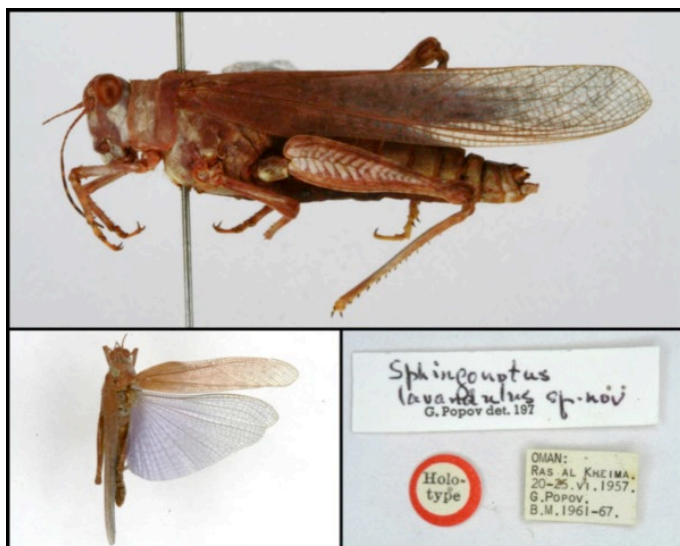 Sphingonotus
lavandulus sp. nov
G. Popov det. 197
Holo-
type
OMAN:
RAS AL KHEIMA.
20-25.VI.1957.
G.POPOV.
B.M.1961-67.